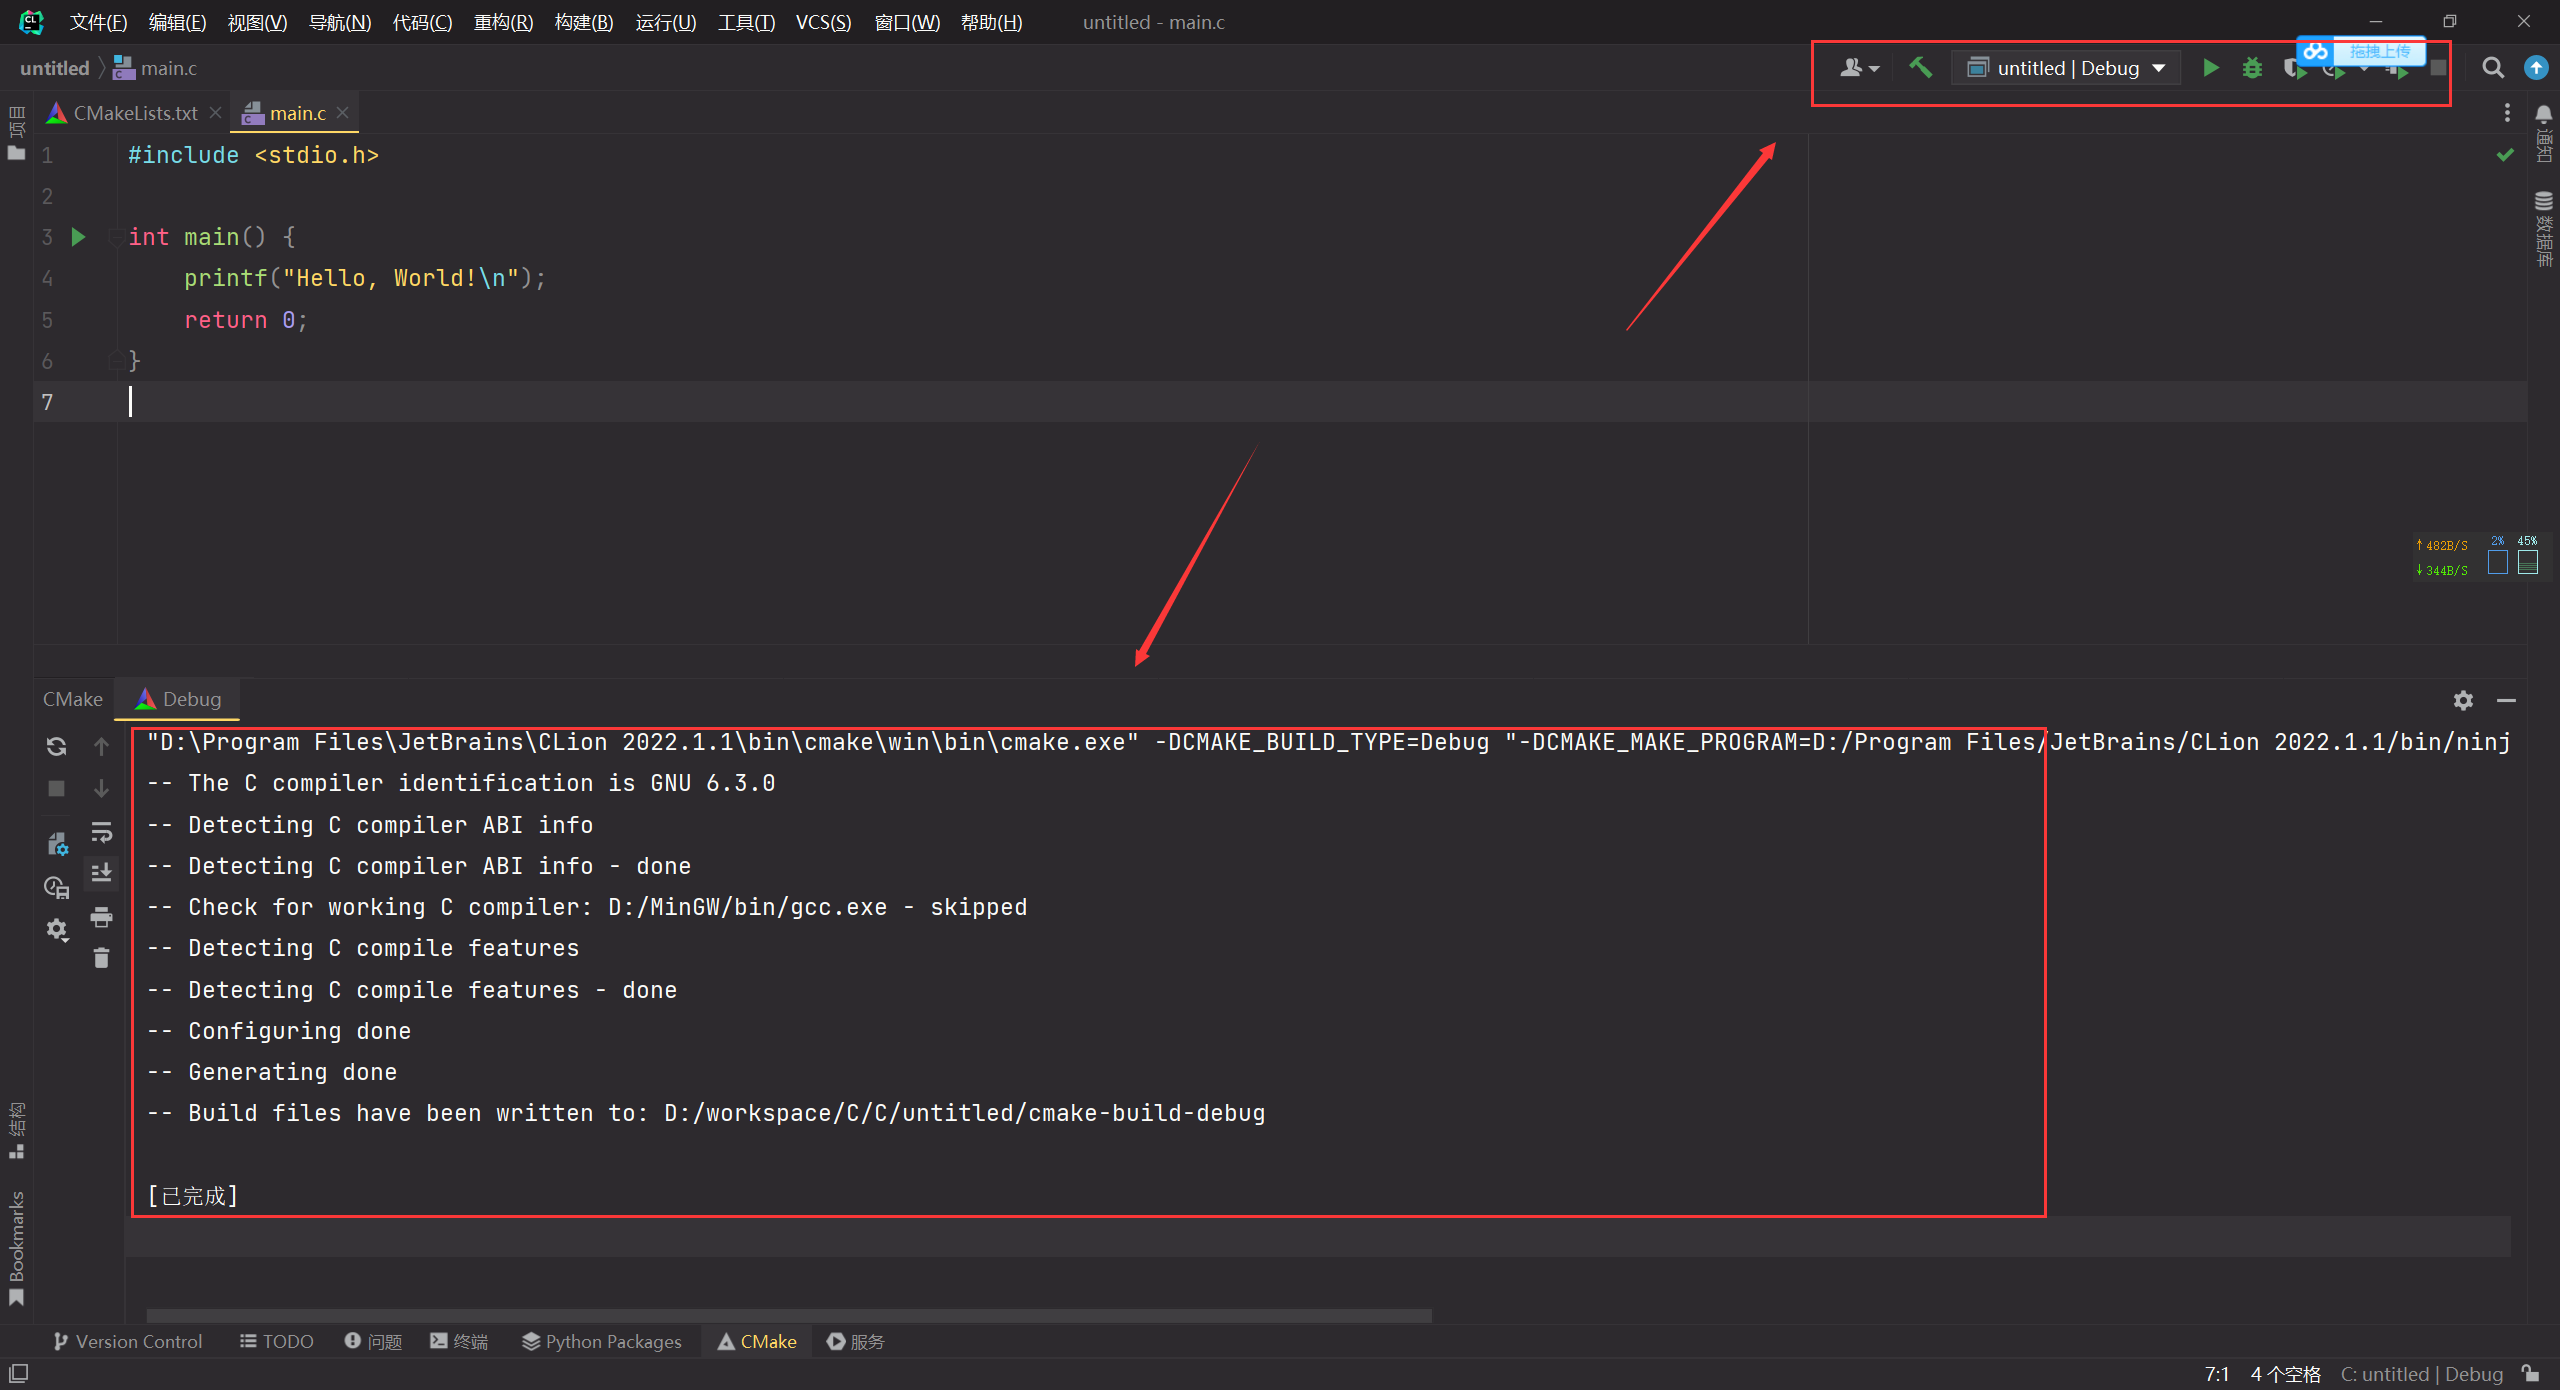 文件(F) 编辑(E) 视图(V) 导航(N) 代码(C) 重构(R) 构建(B) 运行(U) 工具(T) VCS(S) 窗口(W) 帮助(H) untitled - main.c
untitled main.c
untitled | Debug
拖拽上传
CMakeLists.txt main.c
项目
通知
数据库
1 #include <stdio.h>
2
3 int main() {
4 printf("Hello, World!\n");
5 return 0;
6 }
7
482B/S 2% 45%
344B/S
CMake Debug
"D:\Program Files\JetBrains\CLion 2022.1.1\bin\cmake\win\bin\cmake.exe" -DCMAKE_BUILD_TYPE=Debug "-DCMAKE_MAKE_PROGRAM=D:/Program Files/JetBrains/CLion 2022.1.1/bin/ninj
-- The C compiler identification is GNU 6.3.0
-- Detecting C compiler ABI info
-- Detecting C compiler ABI info - done
-- Check for working C compiler: D:/MinGW/bin/gcc.exe - skipped
-- Detecting C compile features
-- Detecting C compile features - done
-- Configuring done
-- Generating done
-- Build files have been written to: D:/workspace/C/C/untitled/cmake-build-debug
[已完成]
结构
Bookmarks
Version Control TODO 问题 终端 Python Packages CMake 服务
7:1 4 个空格 C: untitled | Debug